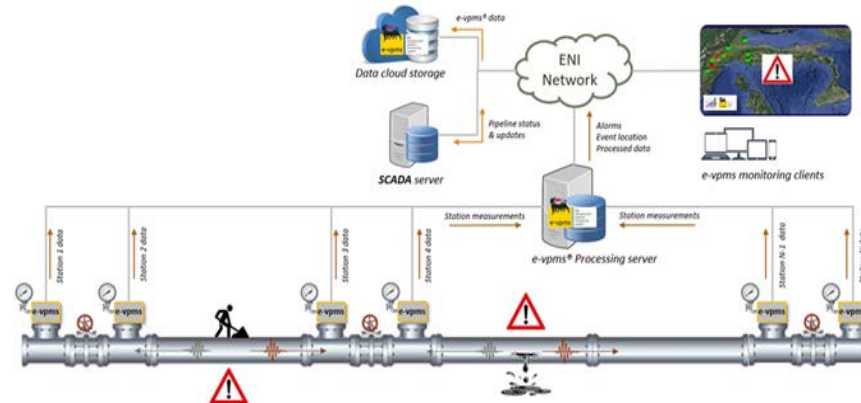 e-vpms® data
e-vpms
Data cloud storage
ENI
Network
Pipeline status
& updates
SCADA server
Alarms
Event location
Processed data
e-vpms monitoring clients
Station measurements
e-vpms
Station measurements
e-vpms® Processing server
Station 1 data
Station 2 data
Station 3 data
Station 4 data
Station N-1 data
e-vpms
e-vpms
e-vpms
e-vpms
e-vpms
e-vpms